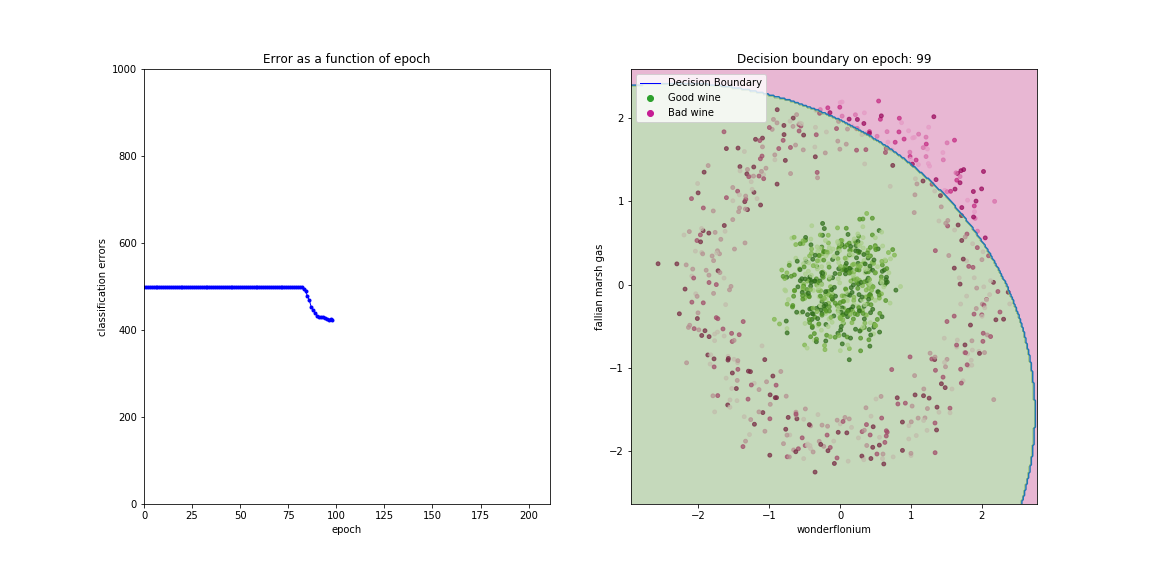 Error as a function of epoch
1000
800
600
400
200
0
classification errors
0 25 50 75 100 125 150 175 200
epoch
Decision boundary on epoch: 99
Decision Boundary
Good wine
Bad wine
2
1
0
−1
−2
fallian marsh gas
−2 −1 0 1 2
wonderflonium